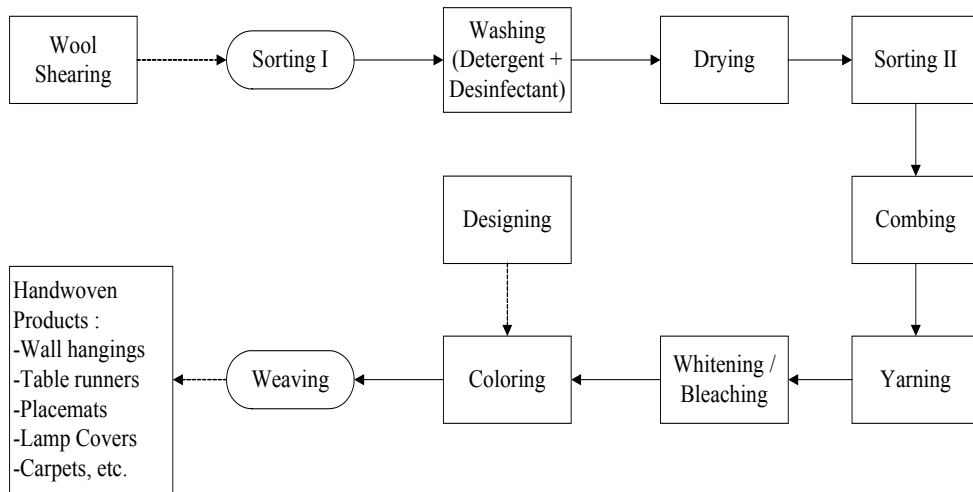 Wool
Shearing
Sorting I
Washing
(Detergent +
Desinfectant)
Drying
Sorting II
Combing
Designing
Handwoven
Products :
-Wall hangings
-Table runners
-Placemats
-Lamp Covers
-Carpets, etc.
Weaving
Coloring
Whitening /
Bleaching
Yarning